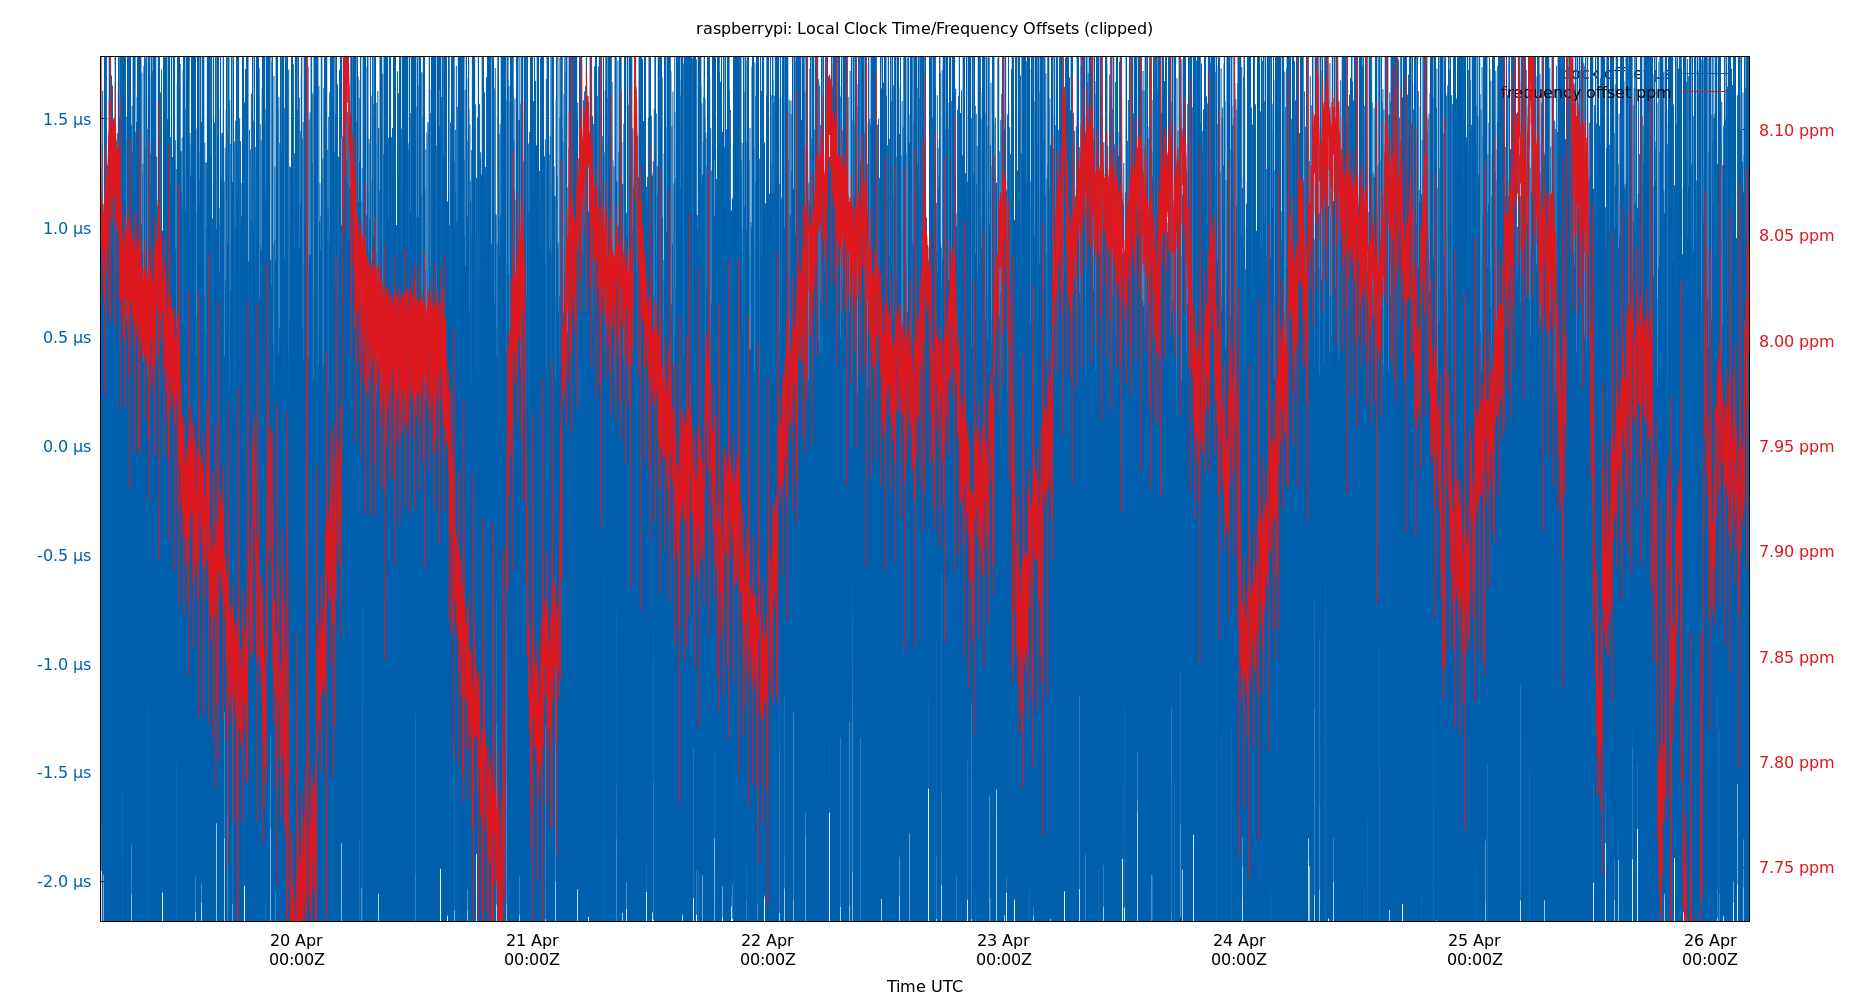 raspberrypi: Local Clock Time/Frequency Offsets (clipped)
clock offset µs
frequency offset ppm
1.5 µs
1.0 µs
0.5 µs
0.0 µs
-0.5 µs
-1.0 µs
-1.5 µs
-2.0 µs
8.10 ppm
8.05 ppm
8.00 ppm
7.95 ppm
7.90 ppm
7.85 ppm
7.80 ppm
7.75 ppm
20 Apr
00:00Z
21 Apr
00:00Z
22 Apr
00:00Z
23 Apr
00:00Z
24 Apr
00:00Z
25 Apr
00:00Z
26 Apr
00:00Z
Time UTC